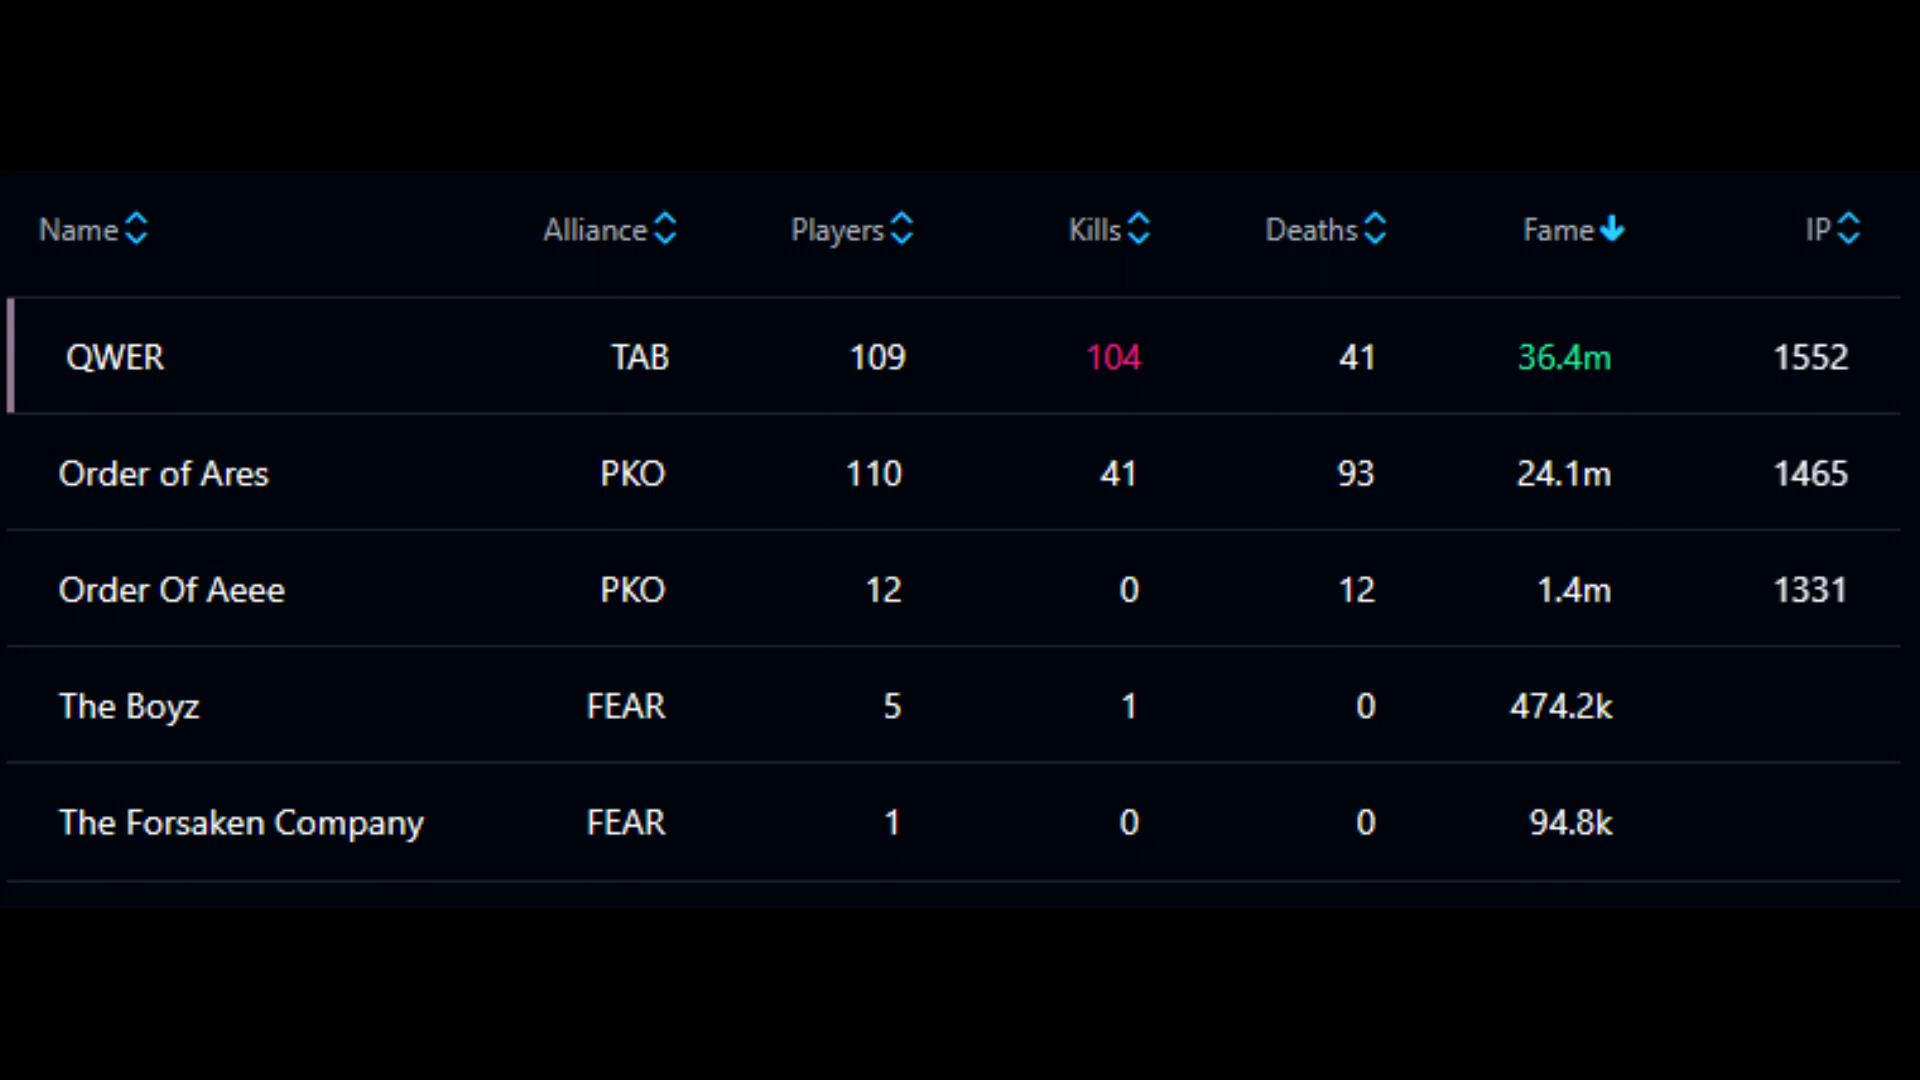 Name Alliance Players Kills Deaths Fame IP
QWER TAB 109 104 41 36.4m 1552
Order of Ares PKO 110 41 93 24.1m 1465
Order Of Aeee PKO 12 0 12 1.4m 1331
The Boyz FEAR 5 1 0 474.2k
The Forsaken Company FEAR 1 0 0 94.8k